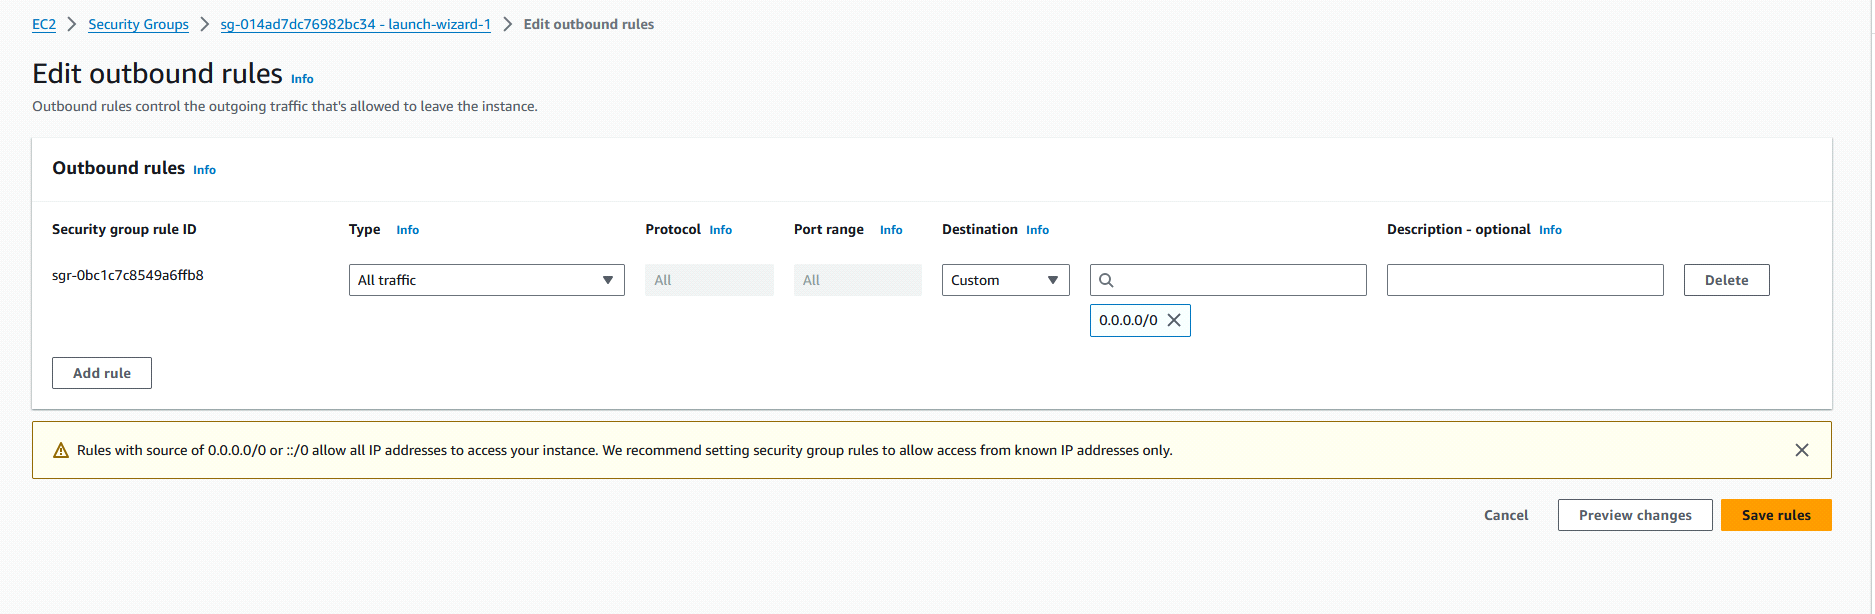 EC2 > Security Groups > sg-014ad7dc76982bc34 - launch-wizard-1 > Edit outbound rules
Edit outbound rules Info
Outbound rules control the outgoing traffic that's allowed to leave the instance.
Outbound rules Info
Security group rule ID Type Info Protocol Info Port range Info Destination Info Description - optional Info
sgr-0bc1c7c8549a6ffb8 All traffic All All Custom Delete
0.0.0.0/0
Add rule
Rules with source of 0.0.0.0/0 or ::/0 allow all IP addresses to access your instance. We recommend setting security group rules to allow access from known IP addresses only.
Cancel Preview changes Save rules